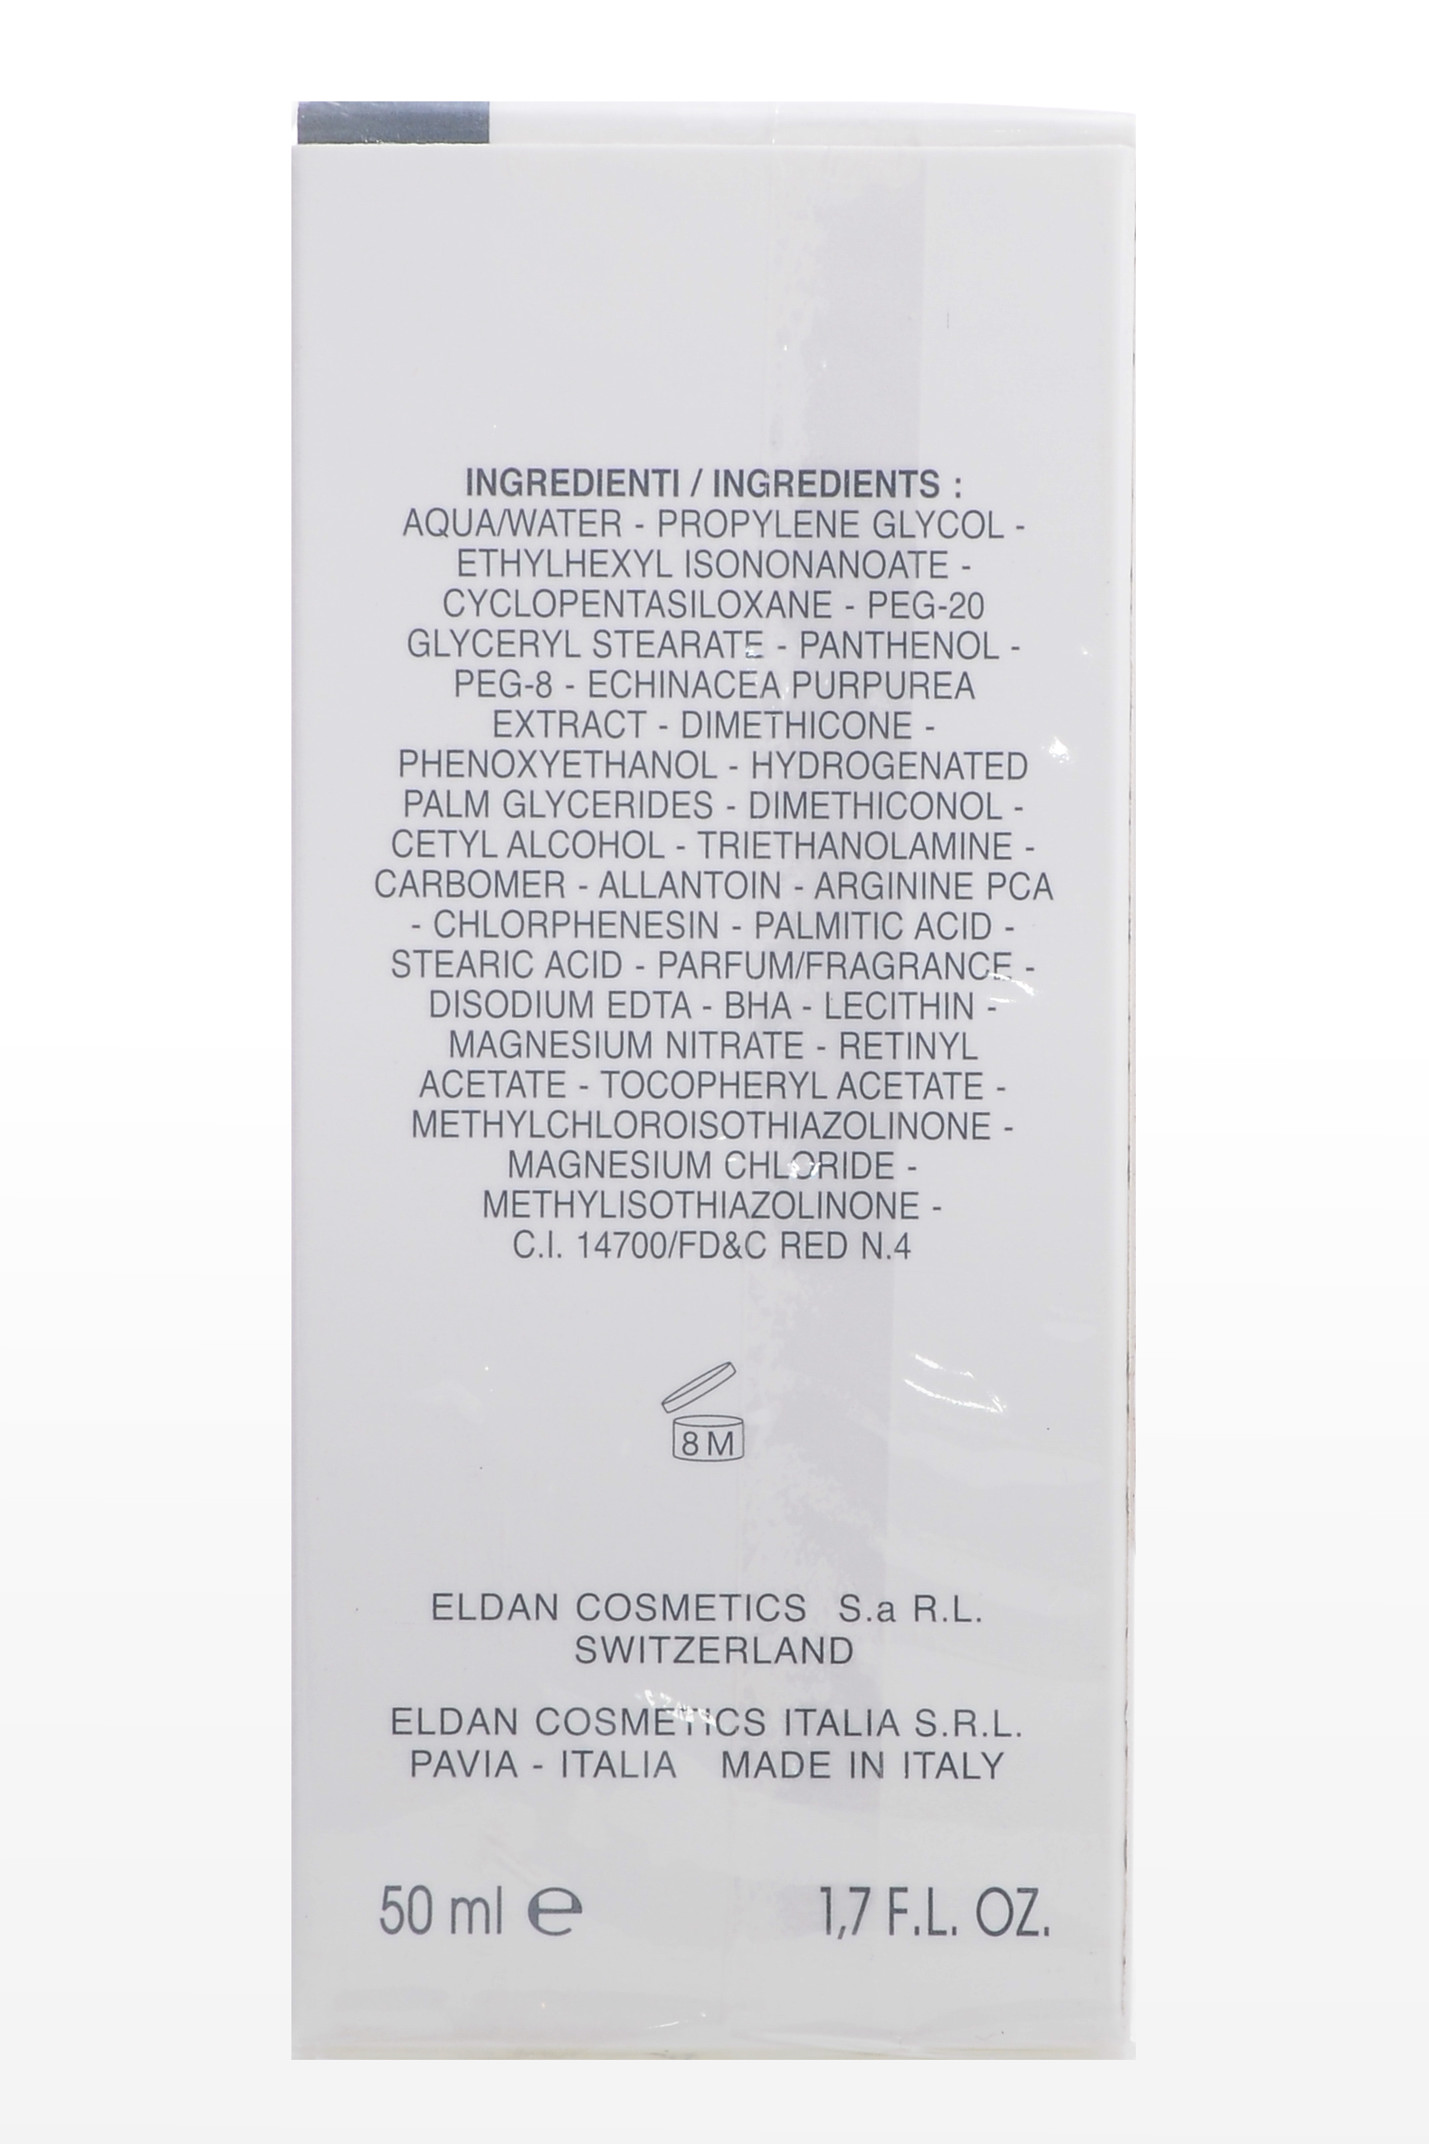 INGREDIENTI / INGREDIENTS :
AQUA/WATER - PROPYLENE GLYCOL -
ETHYLHEXYL ISONONANOATE -
CYCLOPENTASILOXANE - PEG-20
GLYCERYL STEARATE - PANTHENOL -
PEG-8 - ECHINACEA PURPUREA
EXTRACT - DIMETHICONE -
PHENOXYETHANOL - HYDROGENATED
PALM GLYCERIDES - DIMETHICONOL -
CETYL ALCOHOL - TRIETHANOLAMINE -
CARBOMER - ALLANTOIN - ARGININE PCA
- CHLORPHENESIN - PALMITIC ACID -
STEARIC ACID - PARFUM/FRAGRANCE -
DISODIUM EDTA - BHA - LECITHIN -
MAGNESIUM NITRATE - RETINYL
ACETATE - TOCOPHERYL ACETATE -
METHYLCHLOROISOTHIAZOLINONE -
MAGNESIUM CHLORIDE -
METHYLISOTHIAZOLINONE -
C.I. 14700/FD&C RED N.4
8 M
ELDAN COSMETICS S.a R.L.
SWITZERLAND
ELDAN COSMETICS ITALIA S.R.L.
PAVIA - ITALIA MADE IN ITALY
50 ml e 1,7 F.L. OZ.